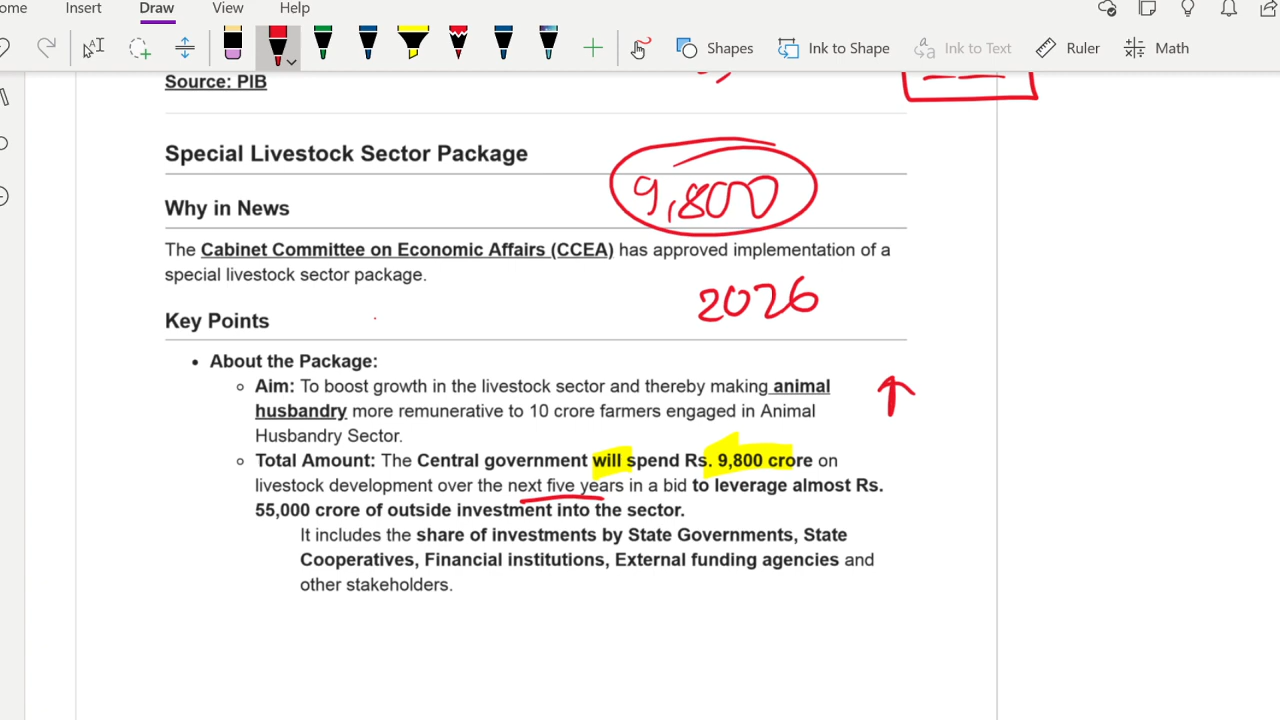 ome Insert Draw View Help
Shapes Ink to Shape Ink to Text Ruler Math
Source: PIB
Special Livestock Sector Package
9,800
Why in News
The Cabinet Committee on Economic Affairs (CCEA) has approved implementation of a
special livestock sector package.
2026
Key Points
• About the Package:
○ Aim: To boost growth in the livestock sector and thereby making animal
husbandry more remunerative to 10 crore farmers engaged in Animal
Husbandry Sector.
○ Total Amount: The Central government will spend Rs. 9,800 crore on
livestock development over the next five years in a bid to leverage almost Rs.
55,000 crore of outside investment into the sector.
It includes the share of investments by State Governments, State
Cooperatives, Financial institutions, External funding agencies and
other stakeholders.